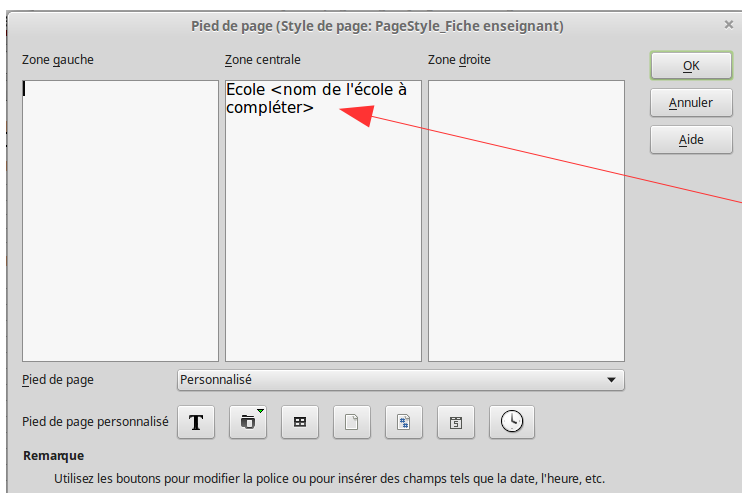 Pied de page (Style de page: PageStyle_Fiche enseignant)
Zone gauche
Zone centrale
Zone droite
Ecole <nom de l'école à
compléter>
OK
Annuler
Aide
Pied de page
Personnalisé
Pied de page personnalisé
T
Remarque
Utilisez les boutons pour modifier la police ou pour insérer des champs tels que la date, l'heure, etc.